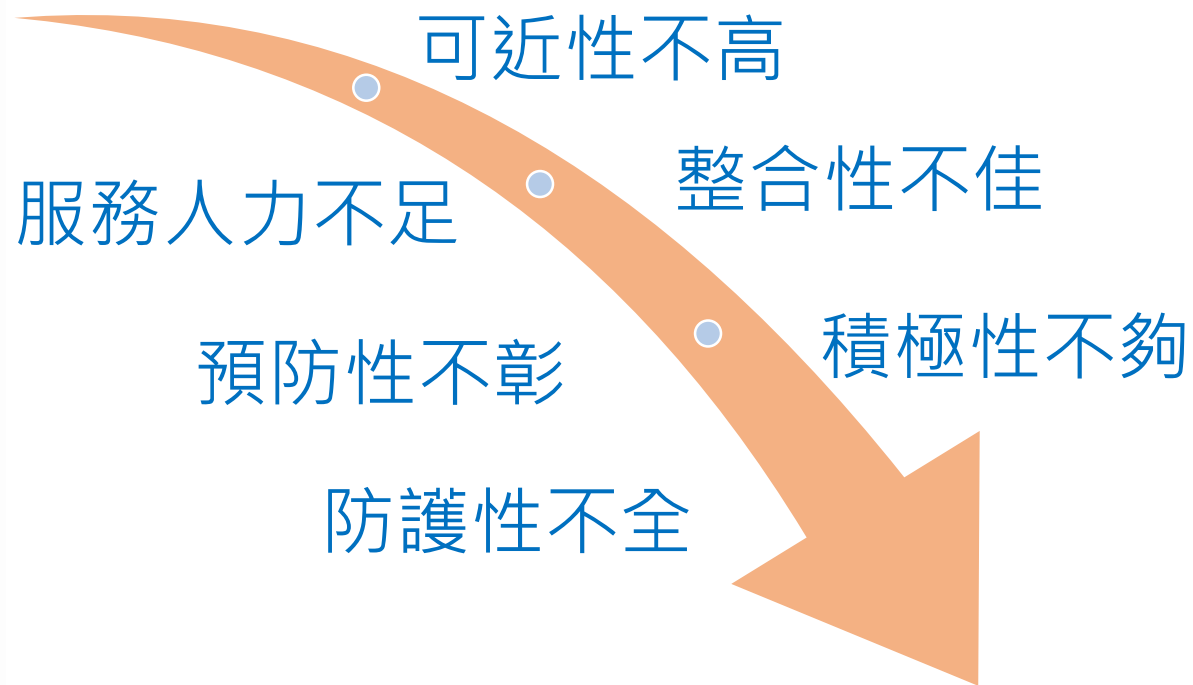 可近性不高
整合性不佳
服務人力不足
積極性不夠
預防性不彰
防護性不全